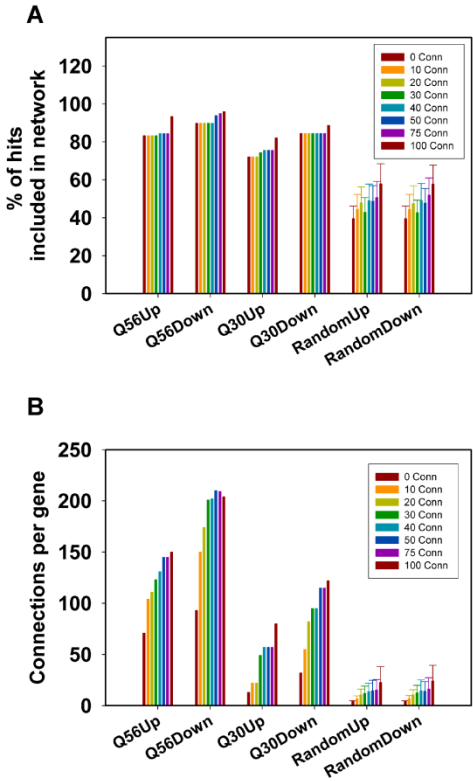 A
% of hits
included in network
120
100
80
60
40
20
0
0 Conn
10 Conn
20 Conn
30 Conn
40 Conn
50 Conn
75 Conn
100 Conn
Q56Up
Q56Down
Q30Up
Q30Down
RandomUp
RandomDown
B
Connections per gene
250
200
150
100
50
0
0 Conn
10 Conn
20 Conn
30 Conn
40 Conn
50 Conn
75 Conn
100 Conn
Q56Up
Q56Down
Q30Up
Q30Down
RandomUp
RandomDown